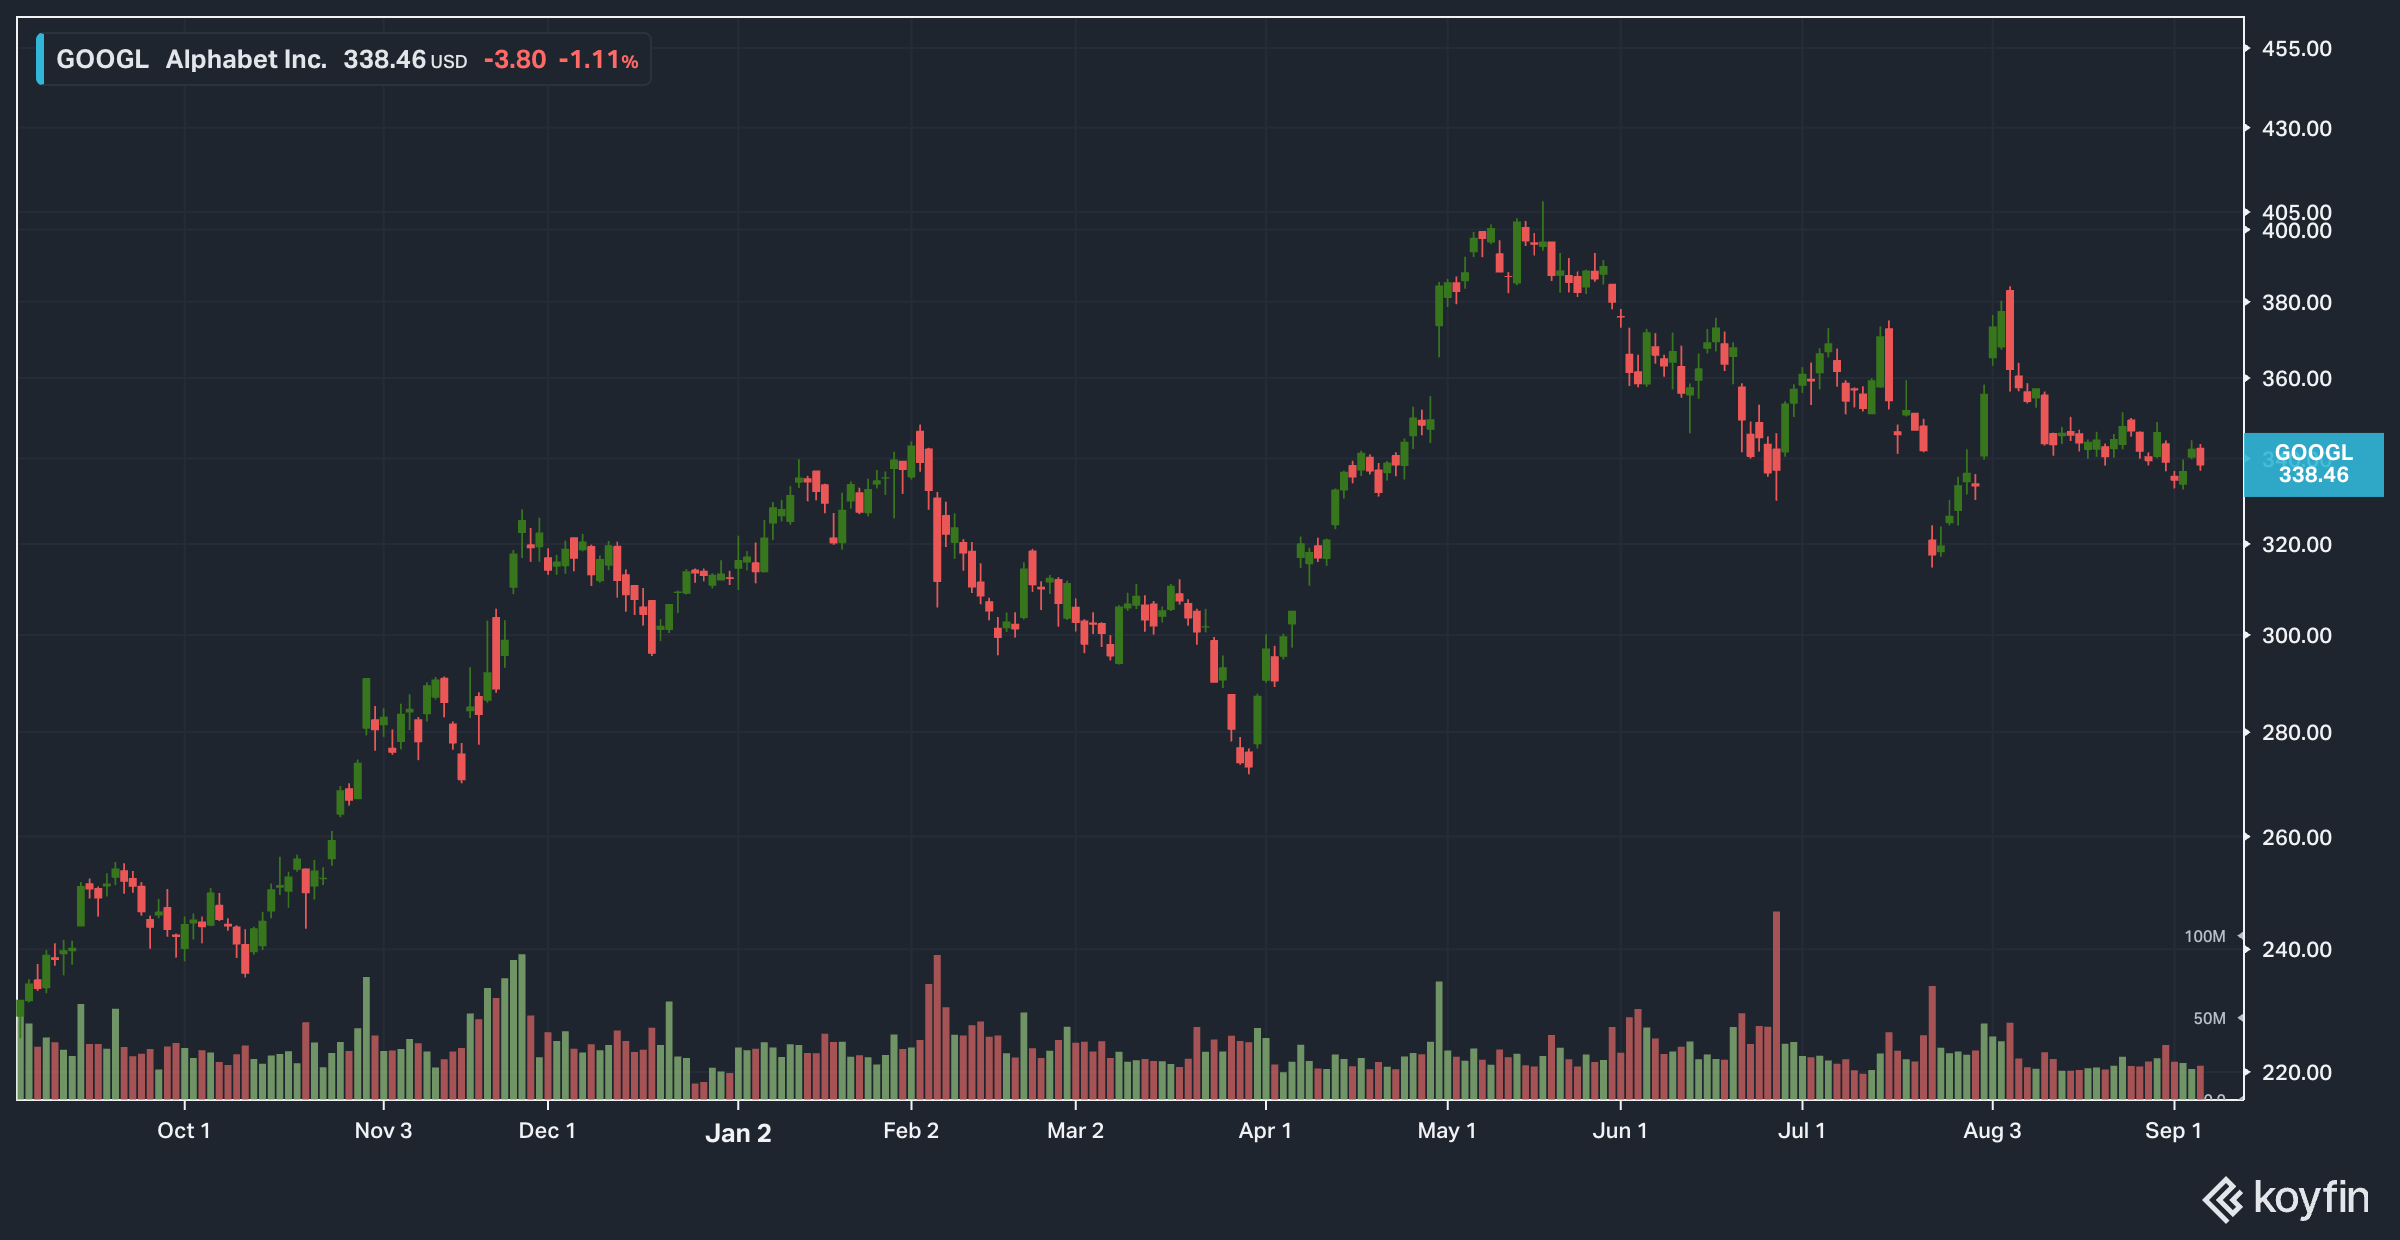 GOOGL Alphabet Inc. 338.46 USD -3.80 -1.11%
455.00
430.00
405.00
400.00
380.00
360.00
GOOGL
338.46
320.00
300.00
280.00
260.00
100M
240.00
50M
220.00
0.0
Oct 1 Nov 3 Dec 1 Jan 2 Feb 2 Mar 2 Apr 1 May 1 Jun 1 Jul 1 Aug 3 Sep 1
koyfin